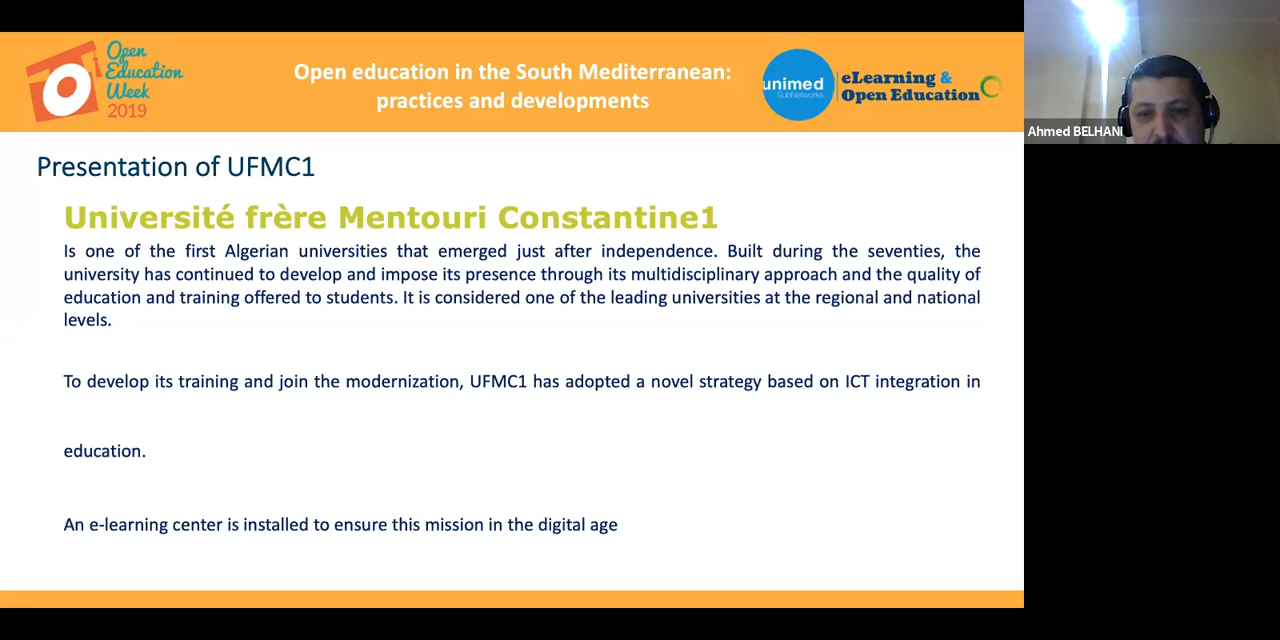 Open
Education
Week
2019
Open education in the South Mediterranean:
practices and developments
unimed
SubNetworks
eLearning &
Open Education
Ahmed BELHANI
Presentation of UFMC1
Université frère Mentouri Constantine1
Is one of the first Algerian universities that emerged just after independence. Built during the seventies, the
university has continued to develop and impose its presence through its multidisciplinary approach and the quality of
education and training offered to students. It is considered one of the leading universities at the regional and national
levels.
To develop its training and join the modernization, UFMC1 has adopted a novel strategy based on ICT integration in
education.
An e-learning center is installed to ensure this mission in the digital age